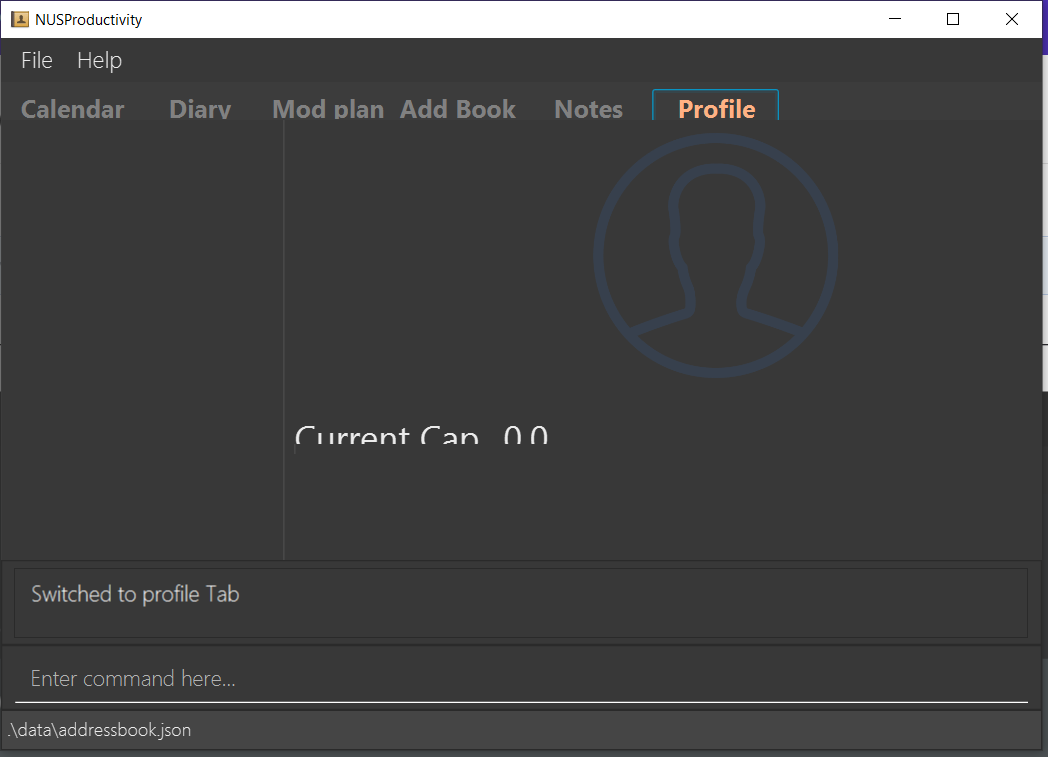 NUSProductivity
File Help
Calendar Diary Mod plan Add Book Notes Profile
Current Cap 0.0
Switched to profile Tab
Enter command here...
.\data\addressbook.json